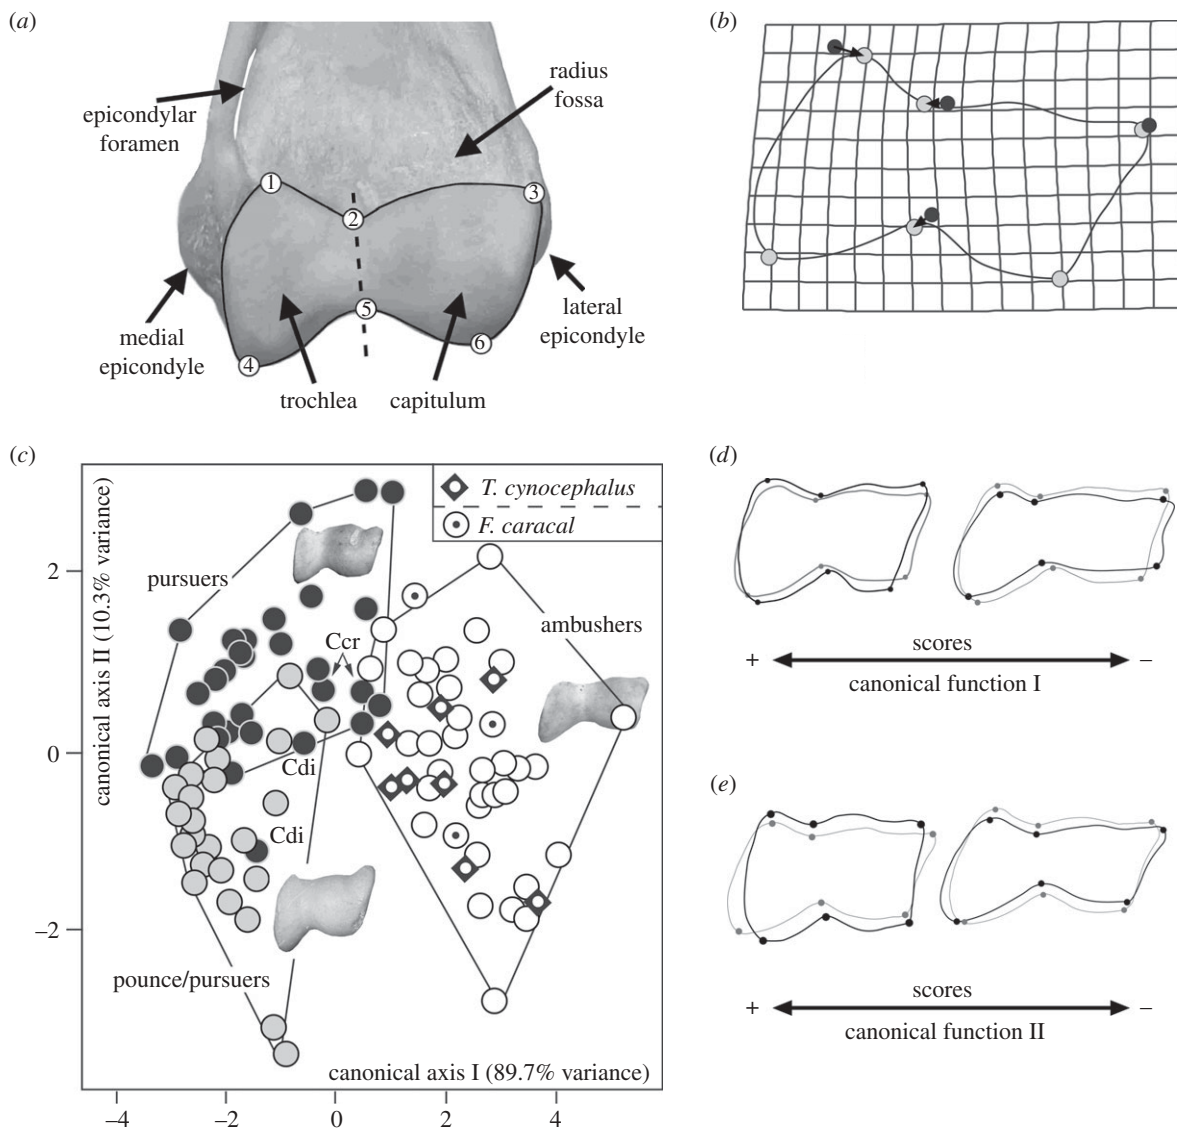 (a)
epicondylar
foramen
radius
fossa
1
2
3
4
5
6
medial
epicondyle
trochlea
capitulum
lateral
epicondyle
(b)
(c)
canonical axis II (10.3% variance)
2
0
–2
T. cynocephalus
F. caracal
pursuers
ambushers
Ccr
Cdi
Cdi
pounce/pursuers
canonical axis I (89.7% variance)
–4
–2
0
2
4
(d)
+
scores
–
canonical function I
(e)
+
scores
–
canonical function II